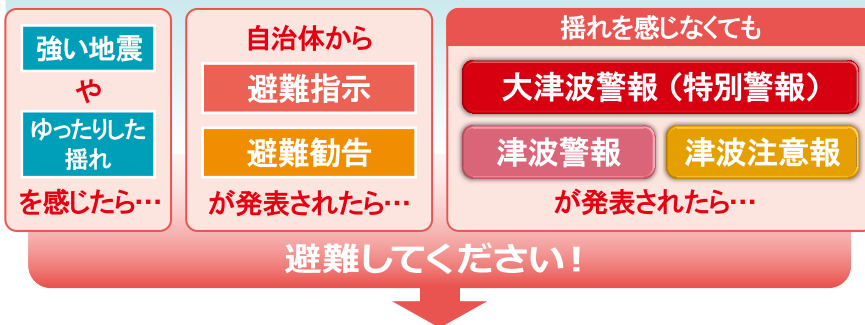 強い地震
や
ゆったりした
揺れ
を感じたら…
自治体から
避難指示
避難勧告
が発表されたら…
揺れを感じなくても
大津波警報（特別警報）
津波警報
津波注意報
が発表されたら…
避難してください！